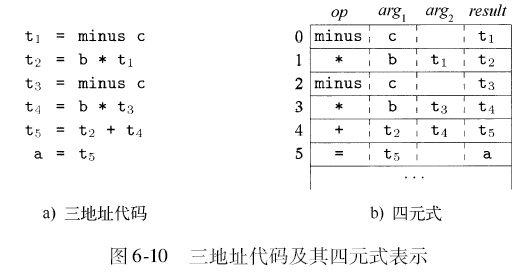 op arg₁ arg₂ result
t₁ = minus c
t₂ = b * t₁
t₃ = minus c
t₄ = b * t₃
t₅ = t₂ + t₄
a = t₅
0 minus c t₁
1 * b t₁ t₂
2 minus c t₃
3 * b t₃ t₄
4 + t₂ t₄ t₅
5 = t₅ a
...
a) 三地址代码
b) 四元式
图6-10 三地址代码及其四元式表示